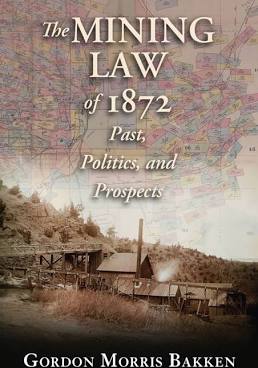 The MINING
LAW
of 1872
Past,
Politics, and
Prospects
GORDON MORRIS BAKKEN